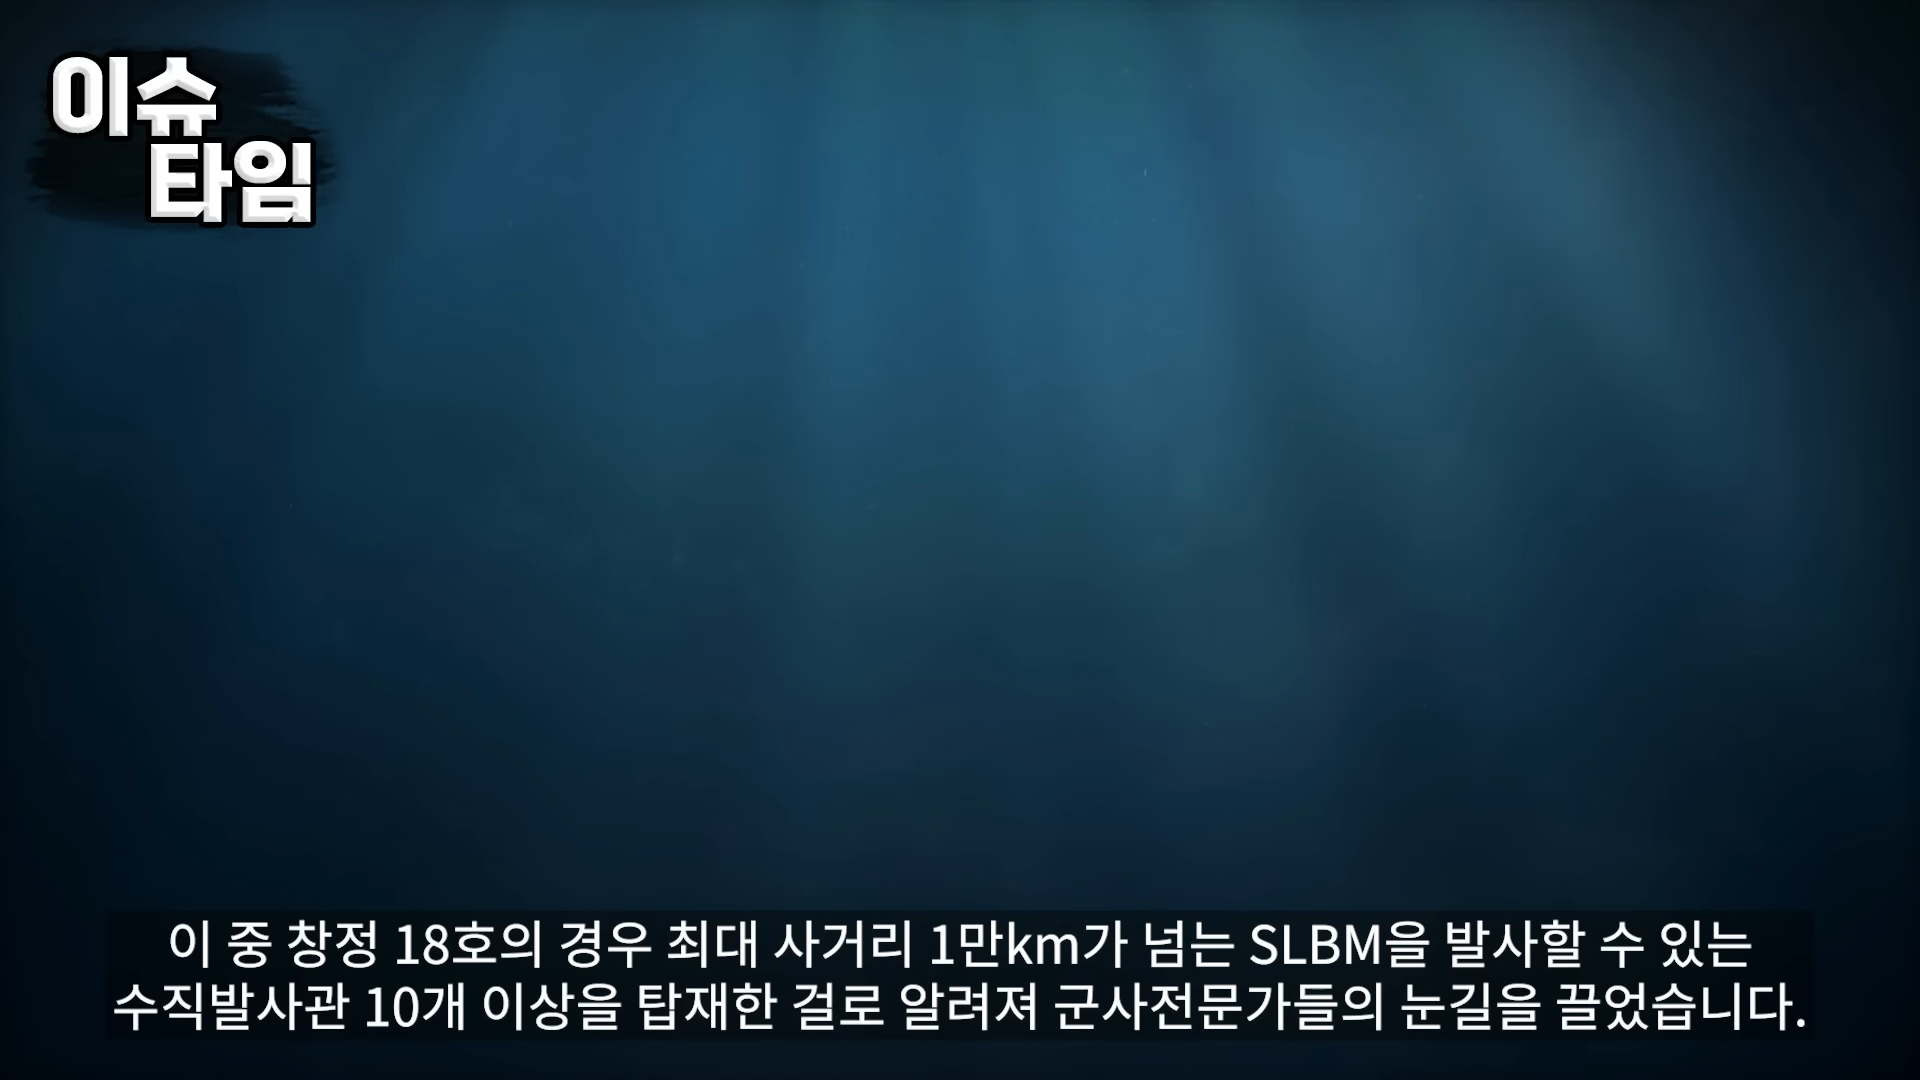 이슈
타임
이 중 창정 18호의 경우 최대 사거리 1만km가 넘는 SLBM을 발사할 수 있는
수직발사관 10개 이상을 탑재한 걸로 알려져 군사전문가들의 눈길을 끌었습니다.